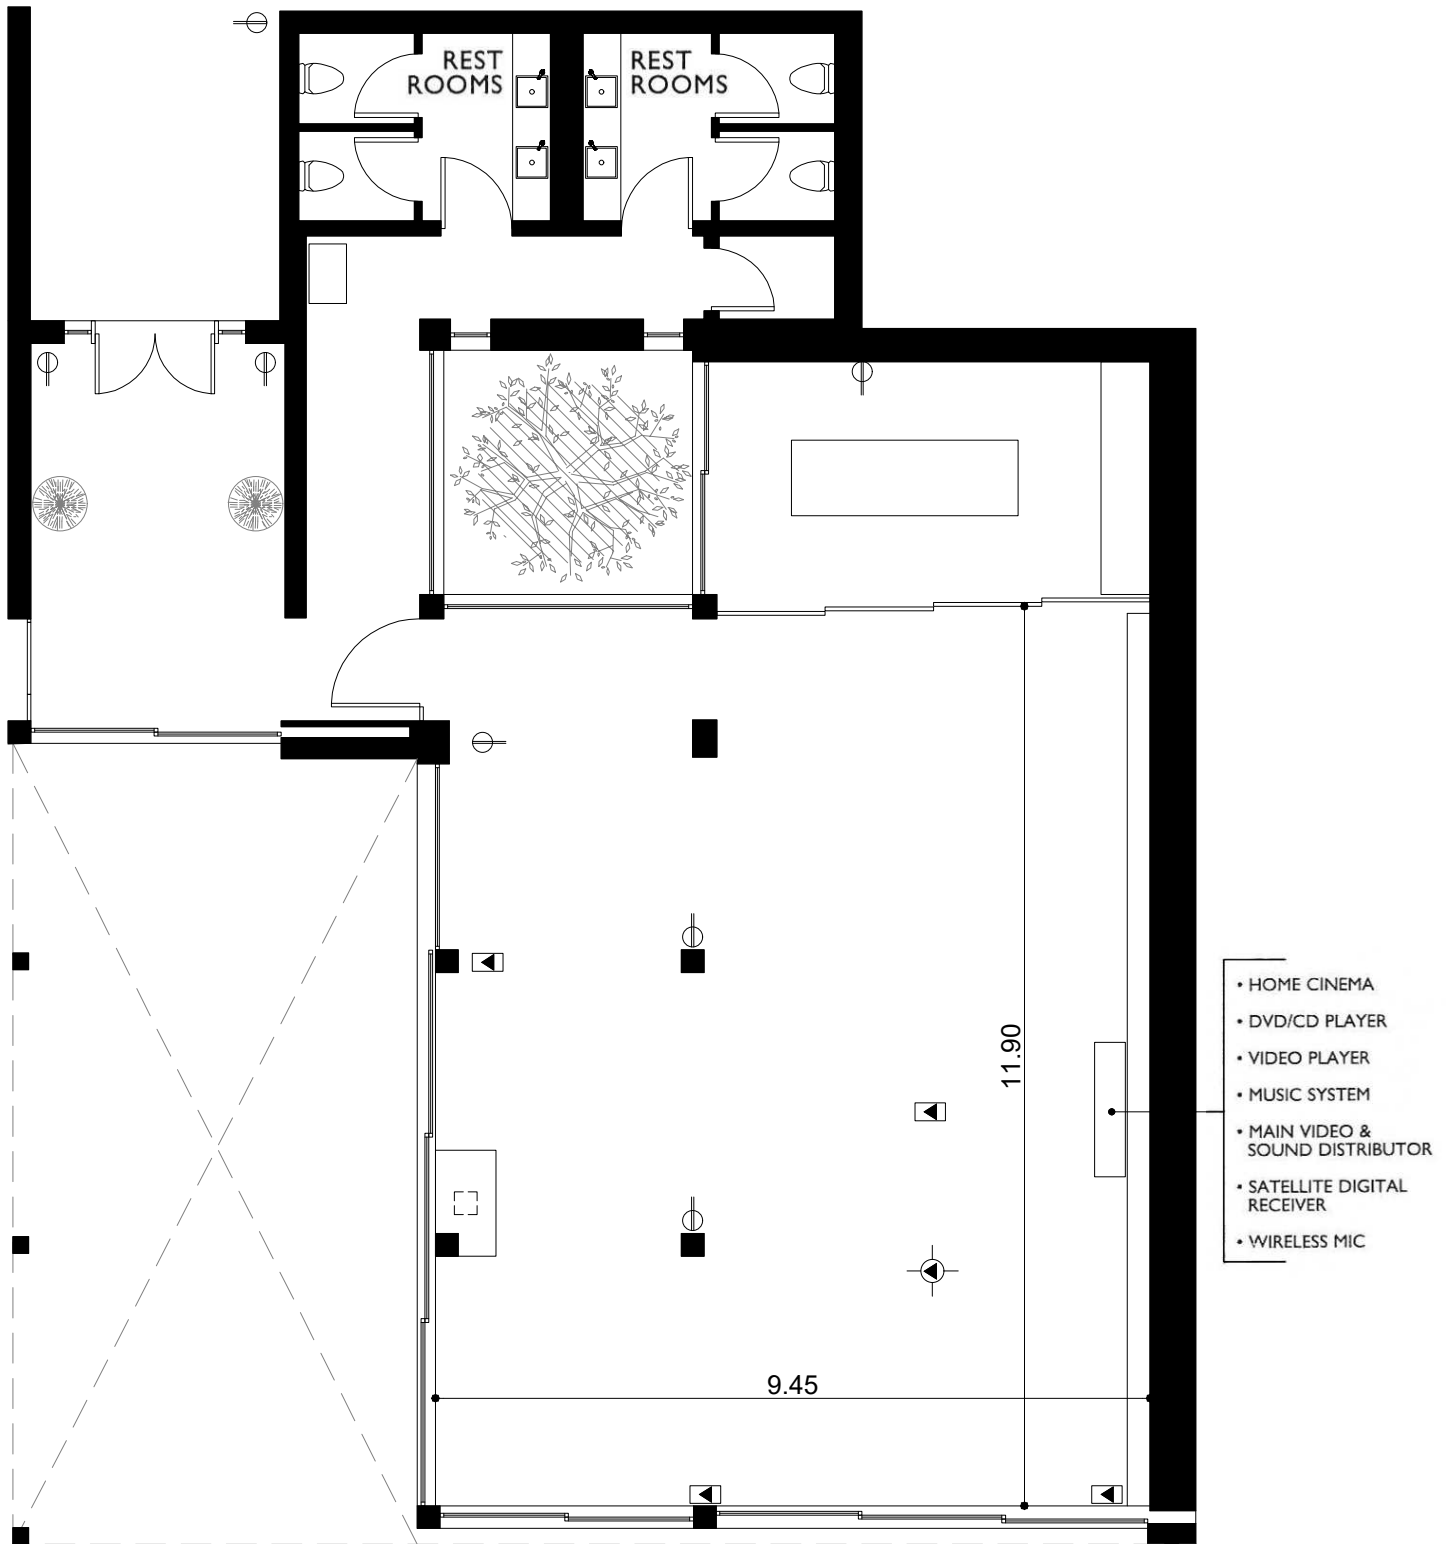 REST
ROOMS
REST
ROOMS
11.90
• HOME CINEMA
• DVD/CD PLAYER
• VIDEO PLAYER
• MUSIC SYSTEM
• MAIN VIDEO &
SOUND DISTRIBUTOR
• SATELLITE DIGITAL
RECEIVER
• WIRELESS MIC
9.45